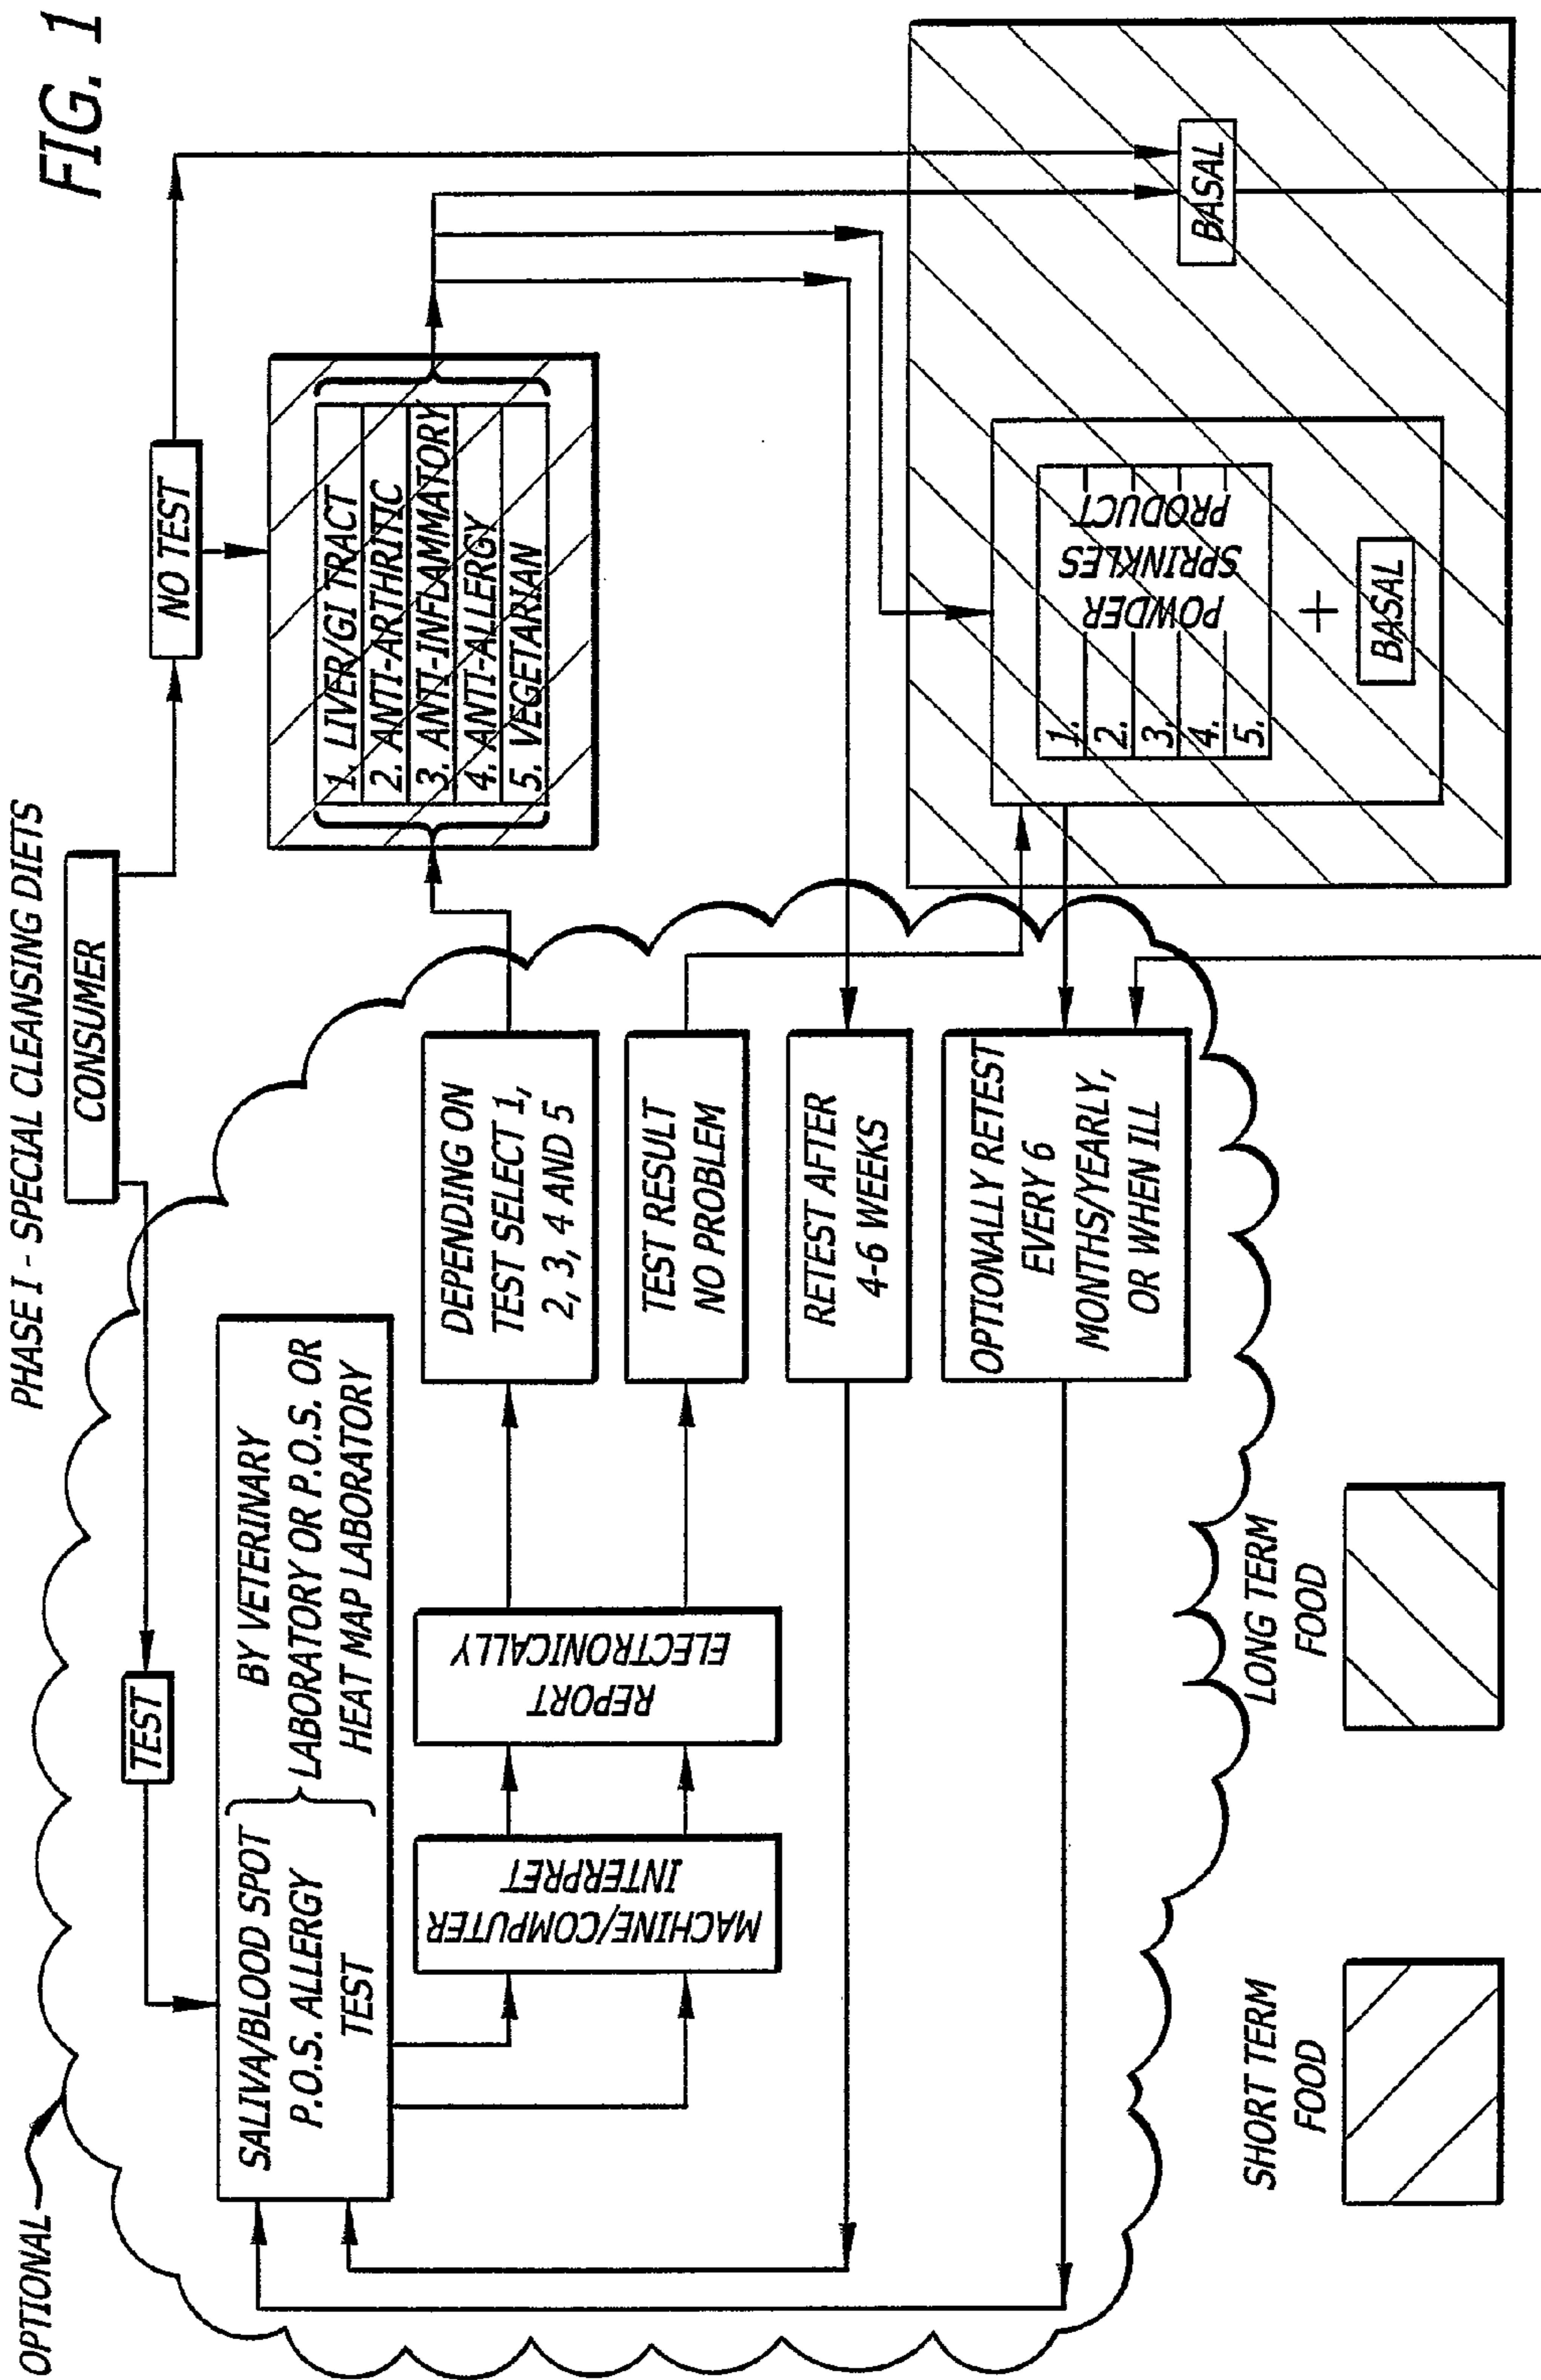 FIG. 1
PHASE I - SPECIAL CLEANSING DIETS
OPTIONAL
CONSUMER
TEST
NO TEST
SALIVA/BLOOD SPOT
P.O.S. ALLERGY
TEST
BY VETERINARY
LABORATORY OR P.O.S. OR
HEAT MAP LABORATORY
MACHINE/COMPUTER
INTERPRET
REPORT
ELECTRONICALLY
DEPENDING ON
TEST SELECT 1,
2, 3, 4 AND 5
TEST RESULT
NO PROBLEM
RETEST AFTER
4-6 WEEKS
OPTIONALLY RETEST
EVERY 6
MONTHS/YEARLY,
OR WHEN ILL
1. LIVER/GI TRACT
2. ANTI-ARTHRITIC
3. ANTI-INFLAMMATORY
4. ANTI-ALLERGY
5. VEGETARIAN
1.
2.
3.
4.
5.
POWDER
SPRINKLES
PRODUCT
+
BASAL
BASAL
SHORT TERM
FOOD
LONG TERM
FOOD